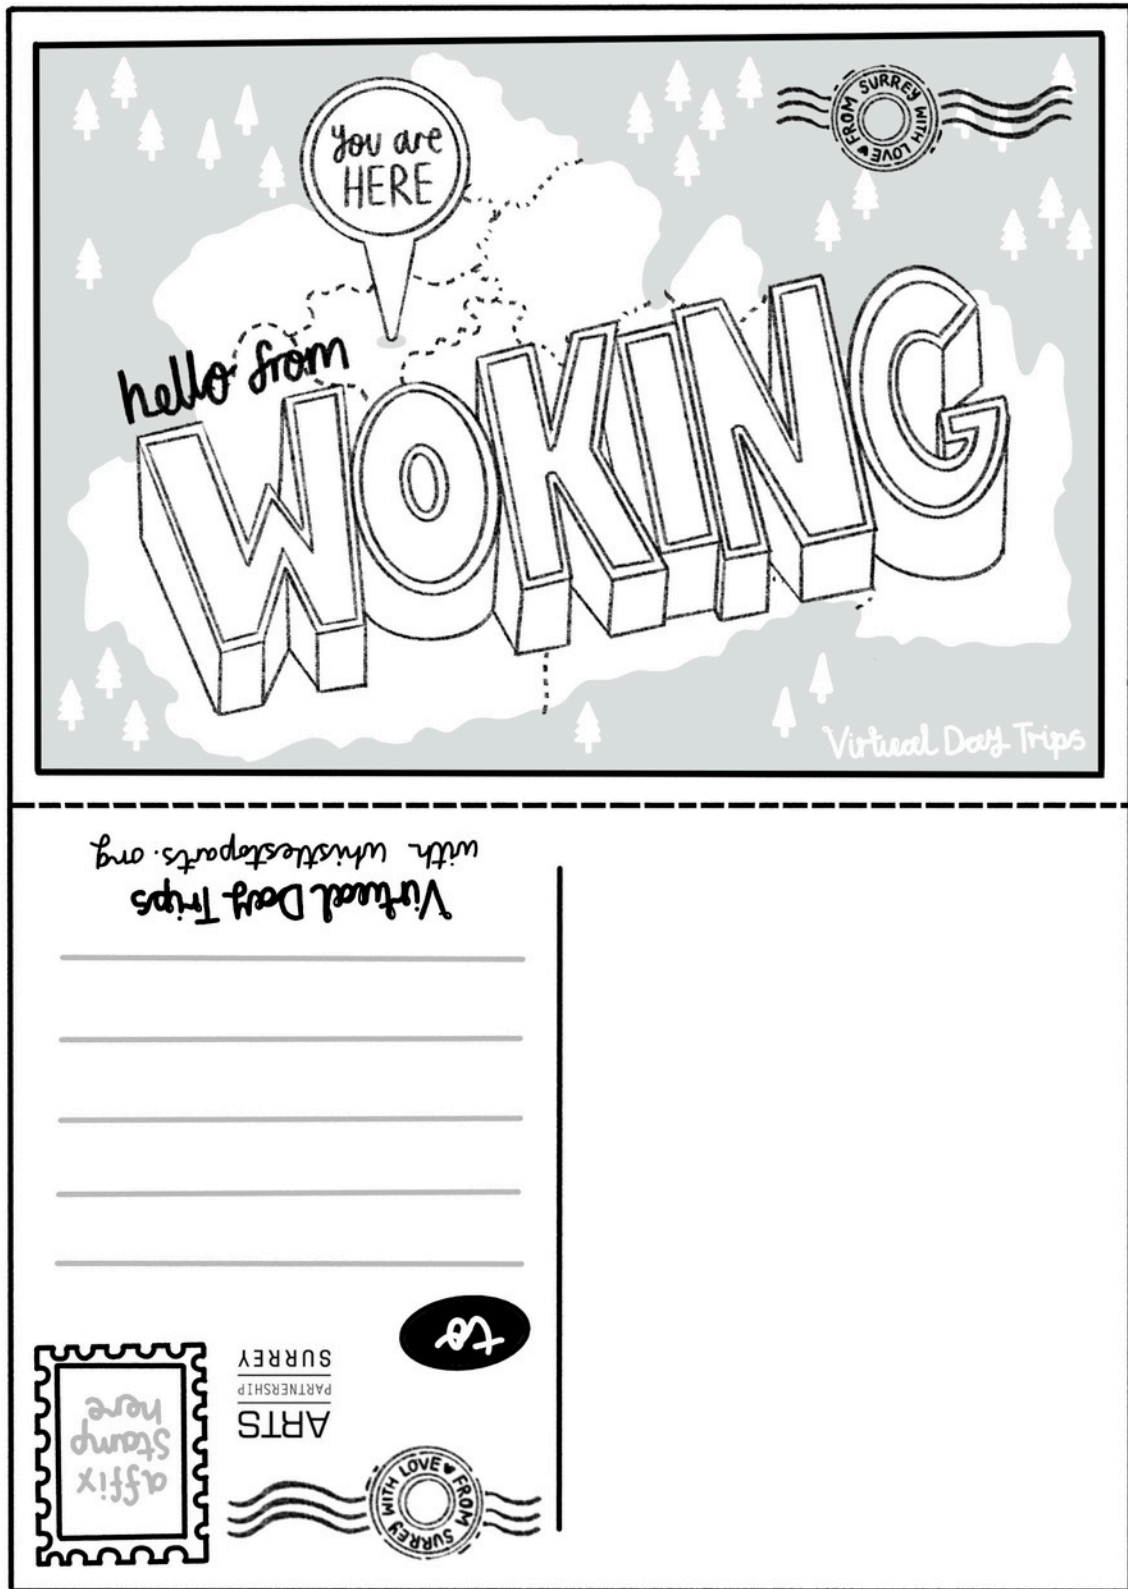 you are
HERE
FROM SURREY WITH LOVE
hello from
WOKING
Virtual Day Trips
affix
stamp
here
FROM SURREY WITH LOVE
ARTS
PARTNERSHIP
SURREY
to
Virtual Day Trips
with whistlestoparts.org